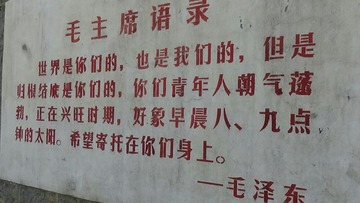 毛主席语录
世界是你们的，也是我们的，但是
归根结底是你们的，你们青年人朝气蓬
勃，正在兴旺时期，好象早晨八、九点
钟的太阳。希望寄托在你们身上。
——毛泽东